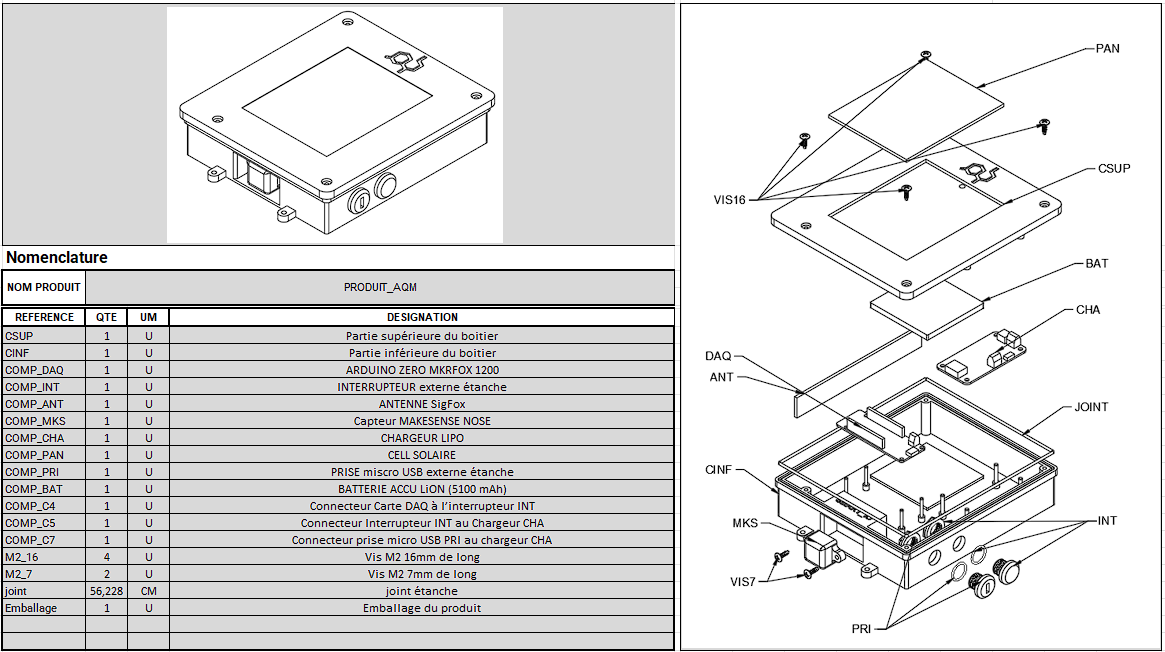 Nomenclature
NOM PRODUIT PRODUIT_AQM
REFERENCE QTE UM DESIGNATION
CSUP 1 U Partie supérieure du boitier
CINF 1 U Partie inférieure du boitier
COMP_DAQ 1 U ARDUINO ZERO MKRFOX 1200
COMP_INT 1 U INTERRUPTEUR externe étanche
COMP_ANT 1 U ANTENNE SigFox
COMP_MKS 1 U Capteur MAKESENSE NOSE
COMP_CHA 1 U CHARGEUR LIPO
COMP_PAN 1 U CELL SOLAIRE
COMP_PRI 1 U PRISE miscro USB externe étanche
COMP_BAT 1 U BATTERIE ACCU LiON (5100 mAh)
COMP_C4 1 U Connecteur Carte DAQ à l'interrupteur INT
COMP_C5 1 U Connecteur Interrupteur INT au Chargeur CHA
COMP_C7 1 U Connecteur prise micro USB PRI au chargeur CHA
M2_16 4 U Vis M2 16mm de long
M2_7 2 U Vis M2 7mm de long
joint 56,228 CM joint étanche
Emballage 1 U Emballage du produit
PAN
CSUP
VIS16
BAT
CHA
DAQ
ANT
JOINT
CINF
MKS
INT
VIS7
PRI